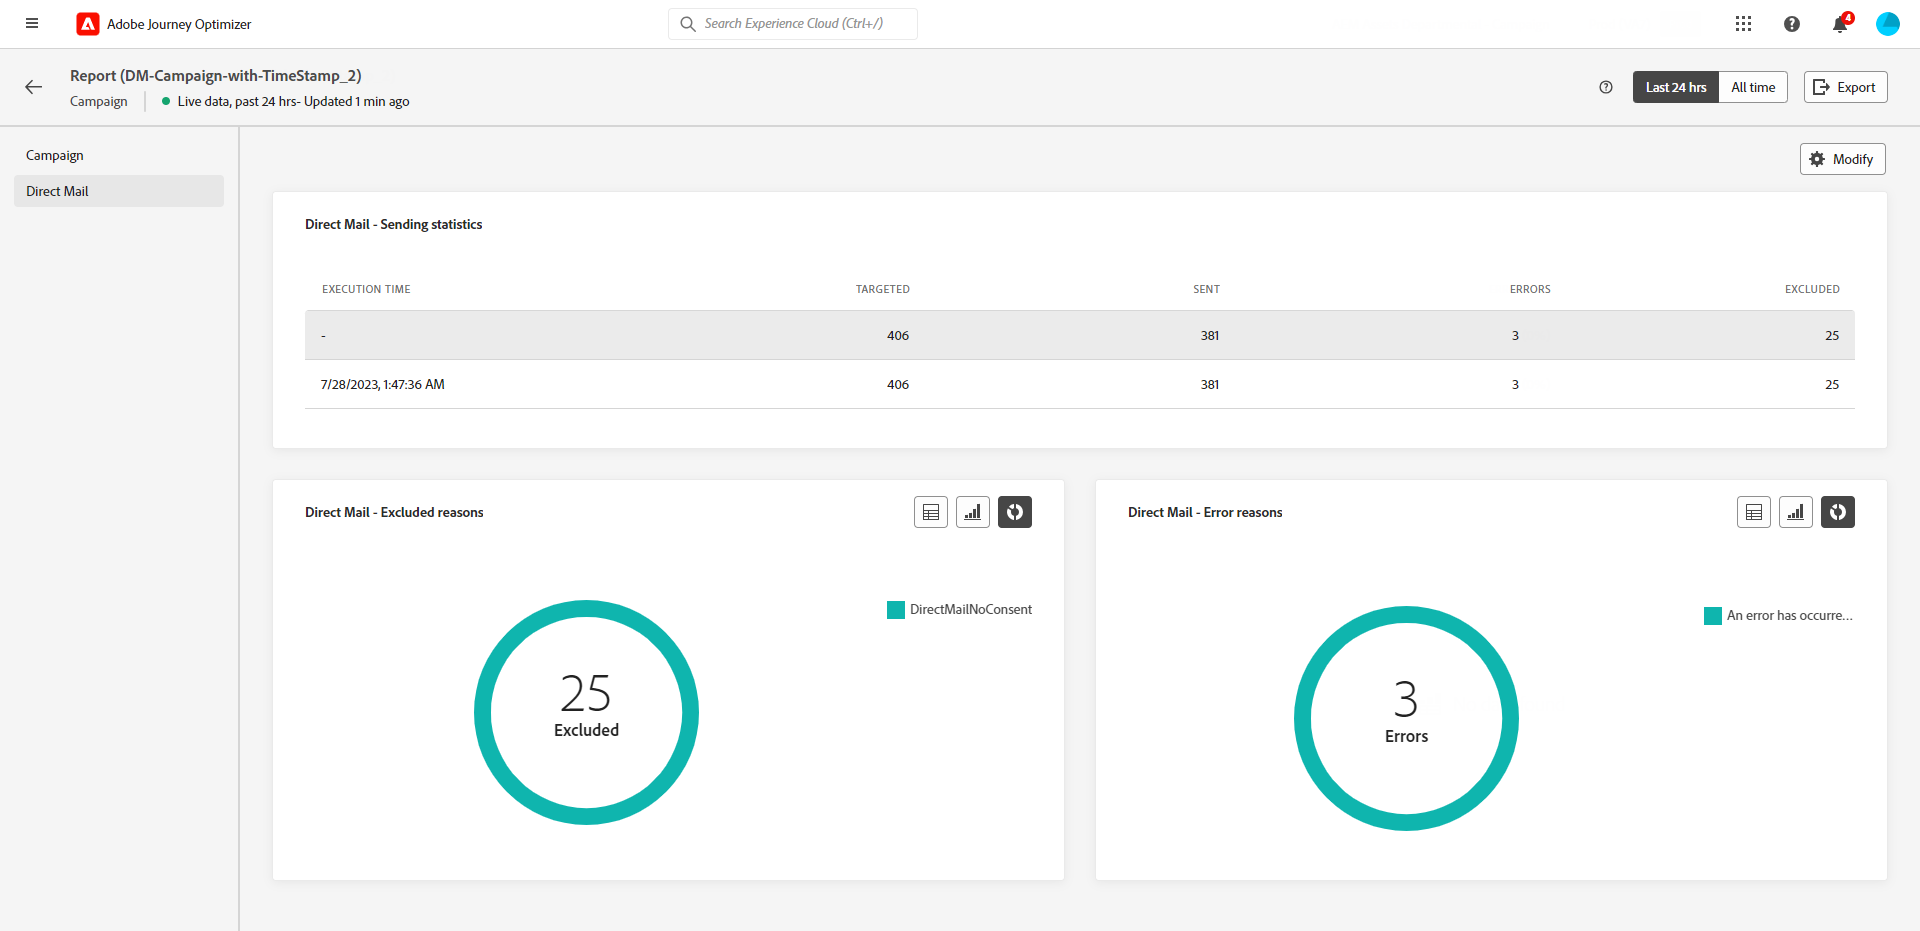 Adobe Journey Optimizer
Search Experience Cloud (Ctrl+/)
4
Report (DM-Campaign-with-TimeStamp_2)
Campaign
Live data, past 24 hrs- Updated 1 min ago
Last 24 hrs
All time
Export
Campaign
Direct Mail
Modify
Direct Mail - Sending statistics
EXECUTION TIME TARGETED SENT ERRORS EXCLUDED
- 406 381 3 25
7/28/2023, 1:47:36 AM 406 381 3 25
Direct Mail - Excluded reasons
DirectMailNoConsent
25
Excluded
Direct Mail - Error reasons
An error has occurre...
3
Errors